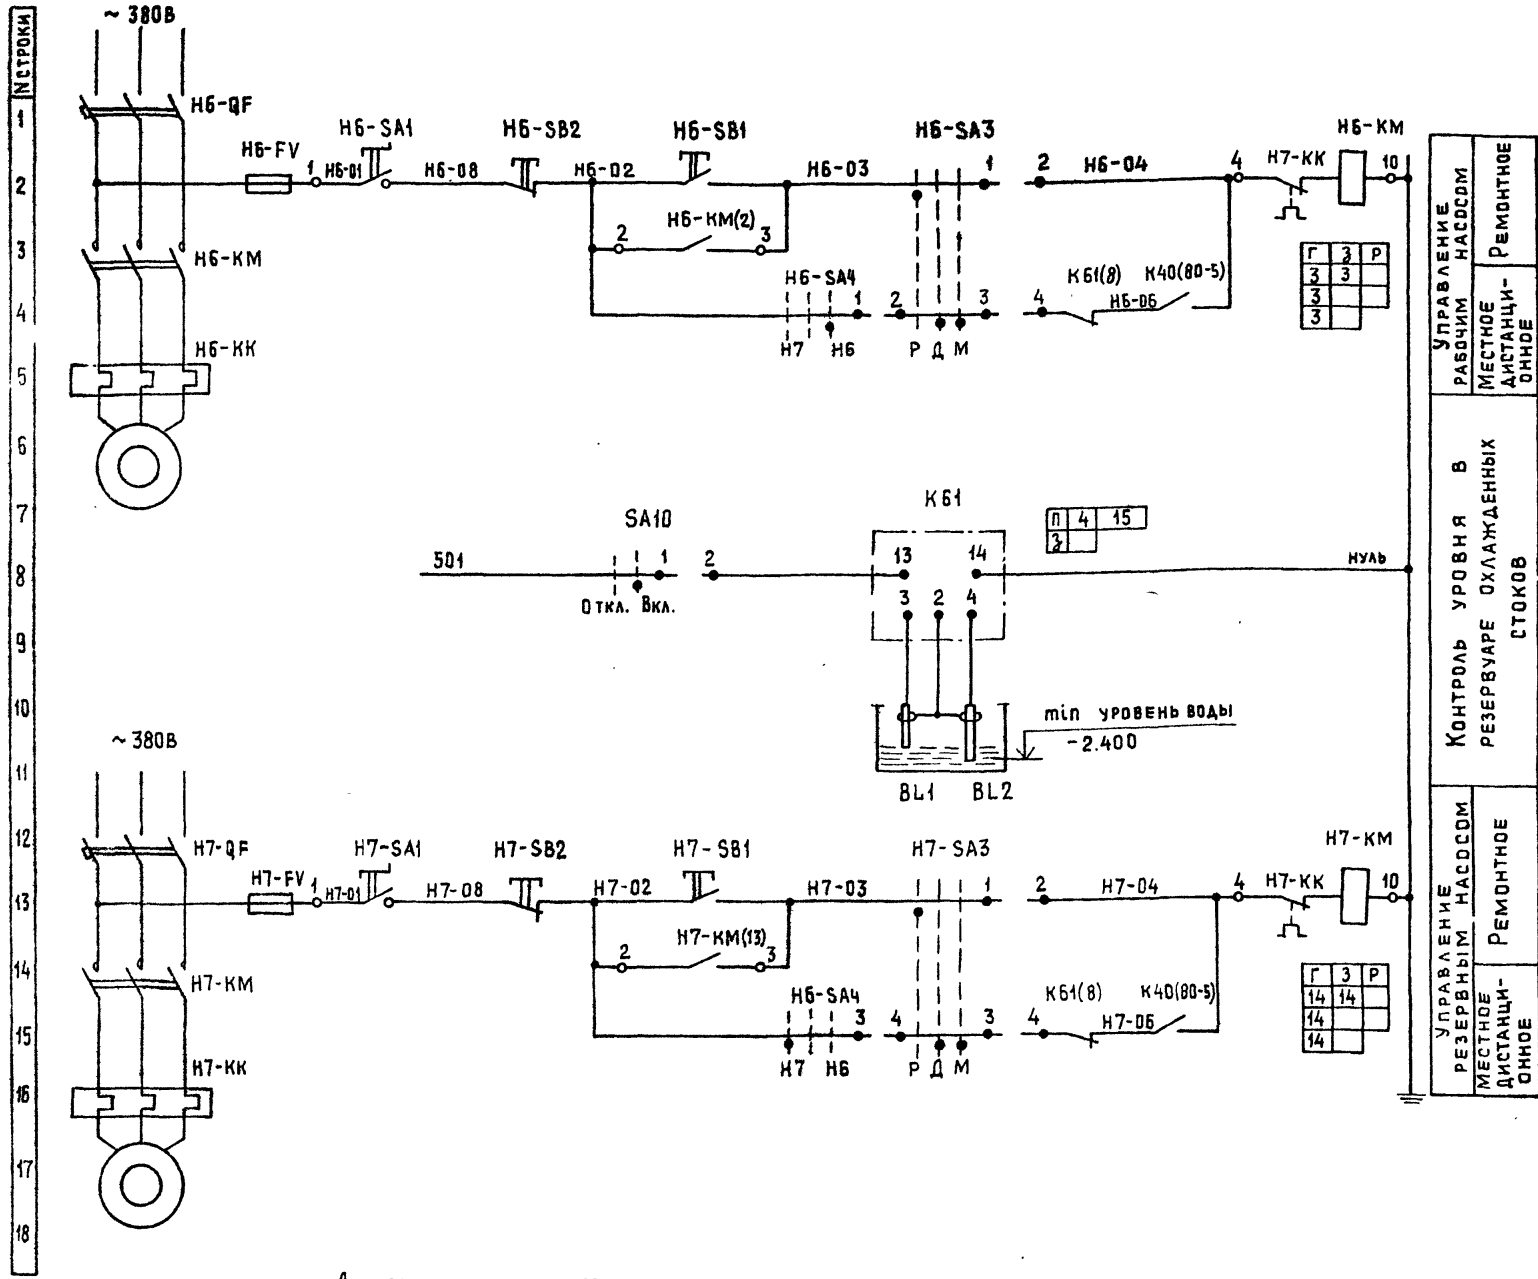 ~ 380В
N СТРОКИ
1
2
3
4
5
6
7
8
9
10
11
12
13
14
15
16
17
18
Н6-QF
Н6-FV
1
Н6-01
Н6-SA1
Н6-08
Н6-SB2
Н6-02
Н6-SB1
Н6-03
Н6-SA3
1
2
Н6-04
4
Н7-КК
Н6-КМ
10
2
Н6-КМ(2)
3
Н6-КМ
Н6-SA4
1
2
3
4
К61(8)
Н6-06
К40(80-5)
Н7
Н6
Р Д М
Г З Р
3 3
3
3
Н6-КК
УПРАВЛЕНИЕ
РАБОЧИМ НАСОСОМ
РЕМОНТНОЕ
МЕСТНОЕ
ДИСТАНЦИ-
ОННОЕ
501
SA10
1
2
ОТКЛ. ВКЛ.
К61
13
14
3 2 4
П 4 15
З
НУЛЬ
min УРОВЕНЬ ВОДЫ
-2.400
BL1 BL2
КОНТРОЛЬ УРОВНЯ В
РЕЗЕРВУАРЕ ОХЛАЖДЕННЫХ
СТОКОВ
~ 380В
Н7-QF
Н7-FV
1
Н7-01
Н7-SA1
Н7-08
Н7-SB2
Н7-02
Н7-SB1
Н7-03
Н7-SA3
1
2
Н7-04
4
Н7-КК
Н7-КМ
10
2
Н7-КМ(13)
3
Н7-КМ
Н6-SA4
3
4
3
4
К61(8)
Н7-06
К40(80-5)
Н7 Н6
Р Д М
Г З Р
14 14
14
14
Н7-КК
УПРАВЛЕНИЕ
РЕЗЕРВНЫМ НАСОСОМ
РЕМОНТНОЕ
МЕСТНОЕ
ДИСТАНЦИ-
ОННОЕ